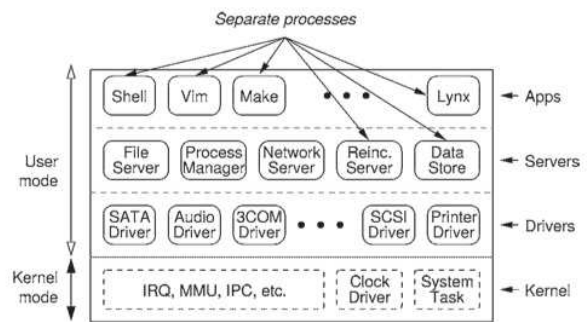 Separate processes
Shell Vim Make • • • Lynx Apps
File Server Process Manager Network Server Reinc. Server Data Store Servers
User mode
SATA Driver Audio Driver 3COM Driver • • • SCSI Driver Printer Driver Drivers
Kernel mode
IRQ, MMU, IPC, etc. Clock Driver System Task Kernel